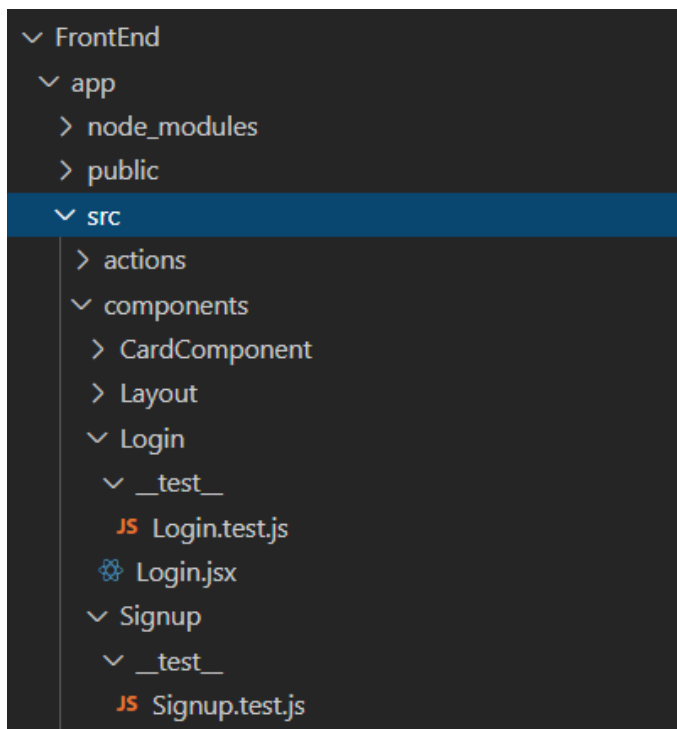 FrontEnd
app
node_modules
public
src
actions
components
CardComponent
Layout
Login
__test__
JS Login.test.js
Login.jsx
Signup
__test__
JS Signup.test.js